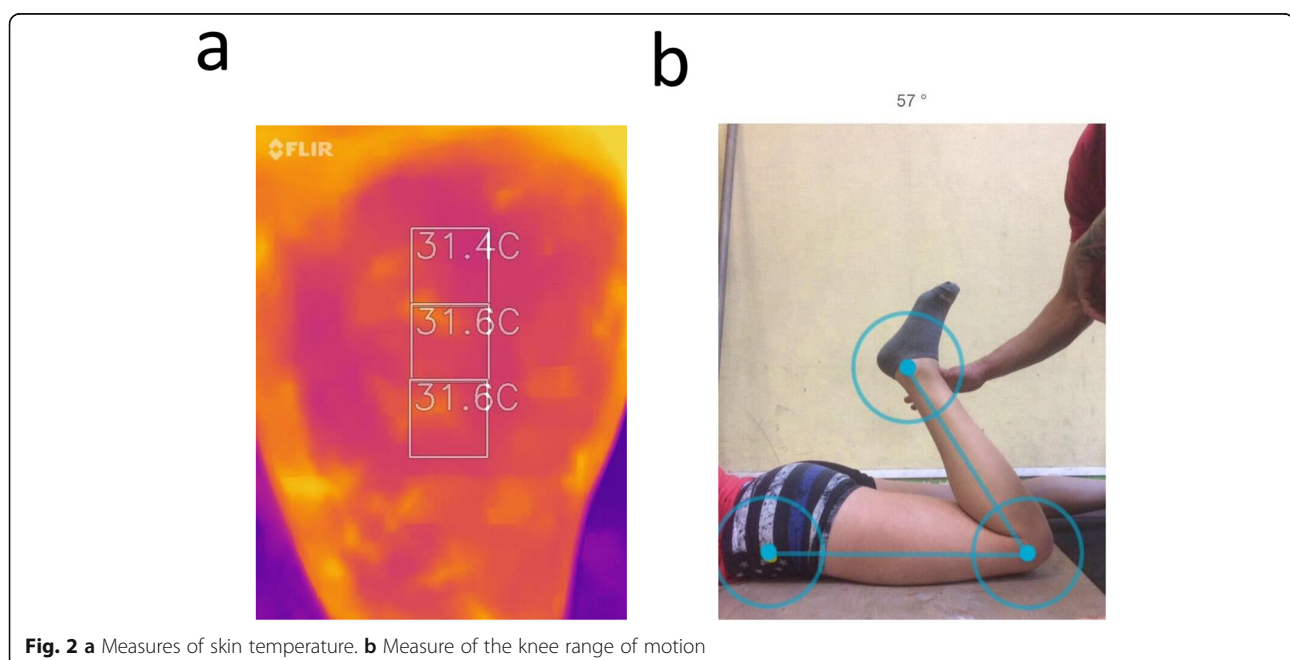 a
b
57 °
FLIR
31.4C
31.6C
31.6C
Fig. 2 a Measures of skin temperature. b Measure of the knee range of motion